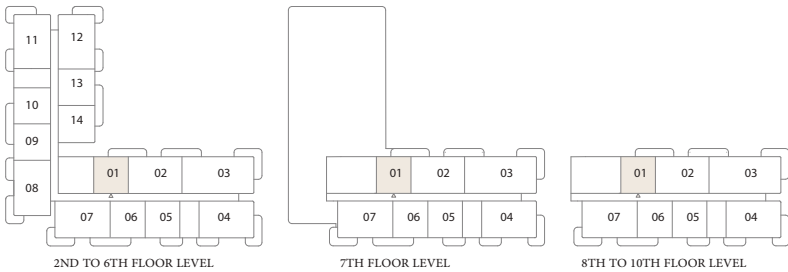 11 12
13
10 14
09
08
01 02 03
07 06 05 04
2ND TO 6TH FLOOR LEVEL
01 02 03
07 06 05 04
7TH FLOOR LEVEL
01 02 03
07 06 05 04
8TH TO 10TH FLOOR LEVEL